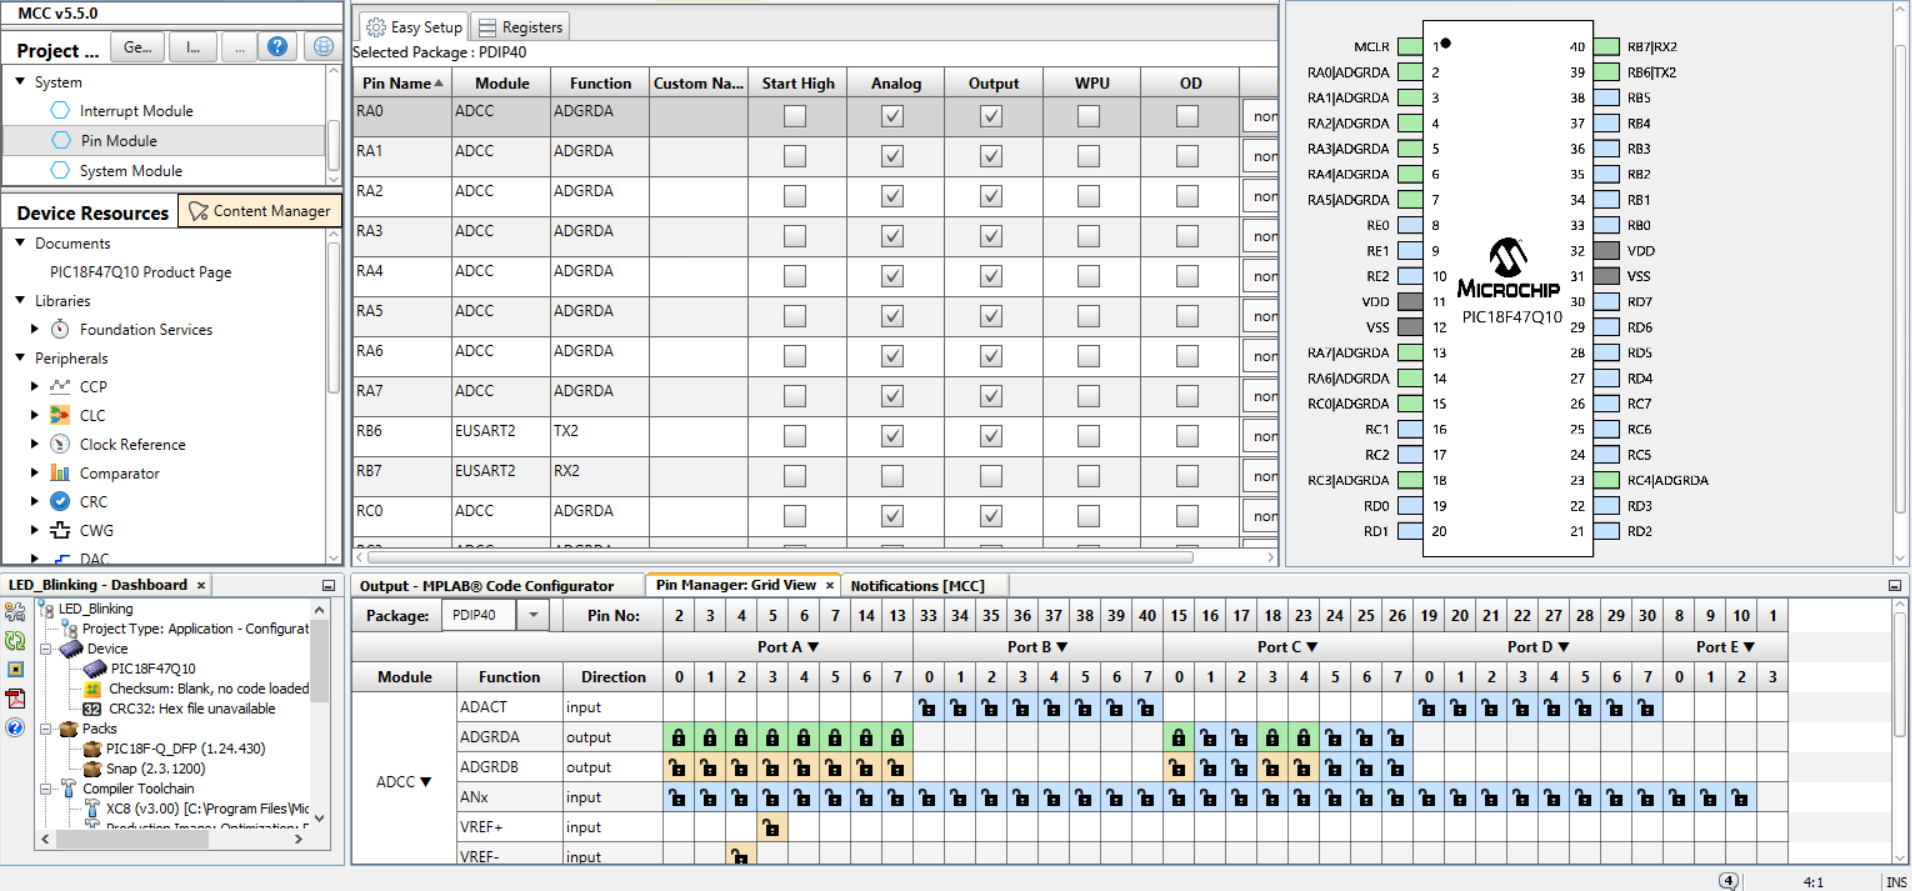 MCC v5.5.0
Project ... Ge... I... ...
System
Interrupt Module
Pin Module
System Module
Device Resources Content Manager
Documents
PIC18F47Q10 Product Page
Libraries
Foundation Services
Peripherals
CCP
CLC
Clock Reference
Comparator
CRC
CWG
DAC
Easy Setup Registers
Selected Package : PDIP40
Pin Name Module Function Custom Na... Start High Analog Output WPU OD
RA0 ADCC ADGRDA non
RA1 ADCC ADGRDA non
RA2 ADCC ADGRDA non
RA3 ADCC ADGRDA non
RA4 ADCC ADGRDA non
RA5 ADCC ADGRDA non
RA6 ADCC ADGRDA non
RA7 ADCC ADGRDA non
RB6 EUSART2 TX2 non
RB7 EUSART2 RX2 non
RC0 ADCC ADGRDA non
MCLR 1 40 RB7|RX2
RA0|ADGRDA 2 39 RB6|TX2
RA1|ADGRDA 3 38 RB5
RA2|ADGRDA 4 37 RB4
RA3|ADGRDA 5 36 RB3
RA4|ADGRDA 6 35 RB2
RA5|ADGRDA 7 34 RB1
RE0 8 33 RB0
RE1 9 32 VDD
RE2 10 31 VSS
MICROCHIP
VDD 11 30 RD7
PIC18F47Q10
VSS 12 29 RD6
RA7|ADGRDA 13 28 RD5
RA6|ADGRDA 14 27 RD4
RC0|ADGRDA 15 26 RC7
RC1 16 25 RC6
RC2 17 24 RC5
RC3|ADGRDA 18 23 RC4|ADGRDA
RD0 19 22 RD3
RD1 20 21 RD2
LED_Blinking - Dashboard ×
LED_Blinking
Project Type: Application - Configurat
Device
PIC18F47Q10
Checksum: Blank, no code loaded
32 CRC32: Hex file unavailable
Packs
PIC18F-Q_DFP (1.24.430)
Snap (2.3.1200)
Compiler Toolchain
XC8 (v3.00) [C:\Program Files\Mic
Production Image: Optimization:
Output - MPLAB® Code Configurator Pin Manager: Grid View × Notifications [MCC]
Package: PDIP40 Pin No: 2 3 4 5 6 7 14 13 33 34 35 36 37 38 39 40 15 16 17 18 23 24 25 26 19 20 21 22 27 28 29 30 8 9 10 1
Port A ▼ Port B ▼ Port C ▼ Port D ▼ Port E ▼
Module Function Direction 0 1 2 3 4 5 6 7 0 1 2 3 4 5 6 7 0 1 2 3 4 5 6 7 0 1 2 3 4 5 6 7 0 1 2 3
ADCC ▼
ADACT input
ADGRDA output
ADGRDB output
ANx input
VREF+ input
VREF- input
4 4:1 INS